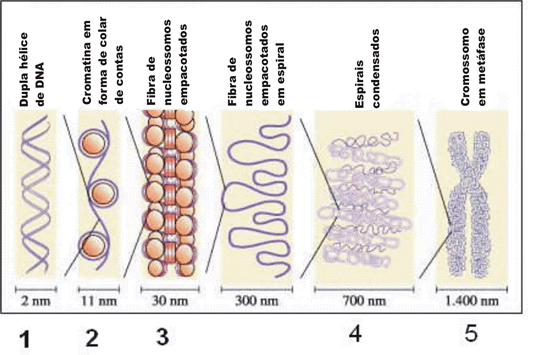 Dupla hélice
de DNA
Cromatina em
forma de colar
de contas
Fibra de
nucleossomos
empacotados
Fibra de
nucleossomos
empacotados
em espiral
Espirais
condensados
Cromossomo
em metáfase
2 nm
11 nm
30 nm
300 nm
700 nm
1.400 nm
1
2
3
4
5